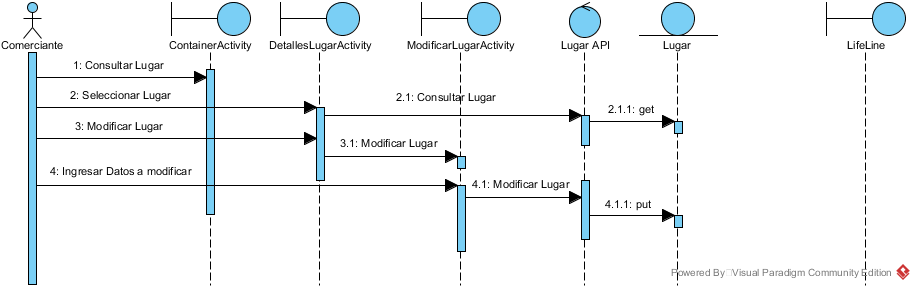 Comerciante
ContainerActivity
DetallesLugarActivity
ModificarLugarActivity
Lugar API
Lugar
LifeLine
1: Consultar Lugar
2: Seleccionar Lugar
2.1: Consultar Lugar
2.1.1: get
3: Modificar Lugar
3.1: Modificar Lugar
4: Ingresar Datos a modificar
4.1: Modificar Lugar
4.1.1: put
Powered By Visual Paradigm Community Edition